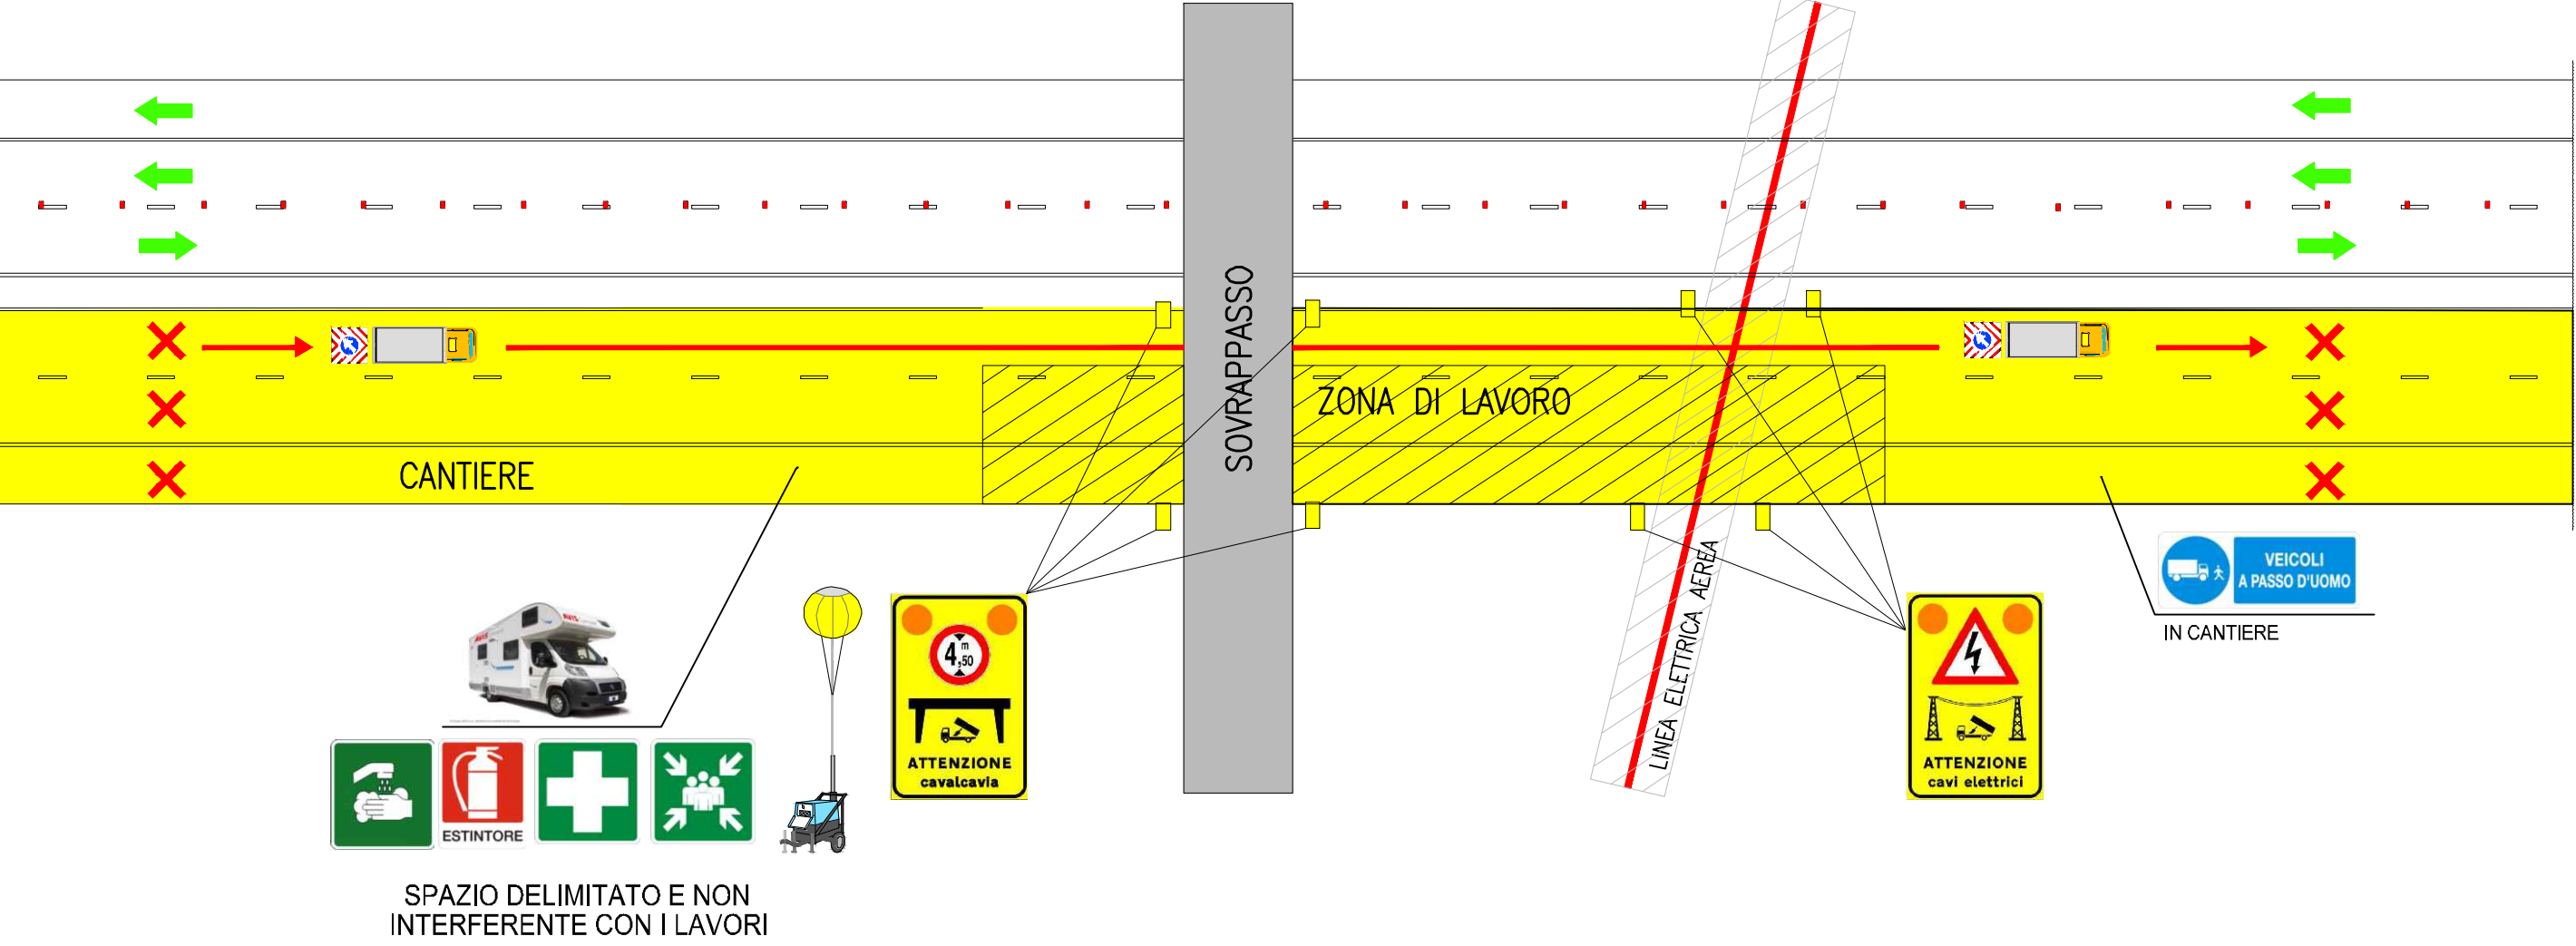 SOVRAPPASSO
ZONA DI LAVORO
CANTIERE
LINEA ELETTRICA AEREA
VEICOLI
A PASSO D'UOMO
IN CANTIERE
4 m
,50
ATTENZIONE
cavalcavia
ATTENZIONE
cavi elettrici
ESTINTORE
SPAZIO DELIMITATO E NON
INTERFERENTE CON I LAVORI